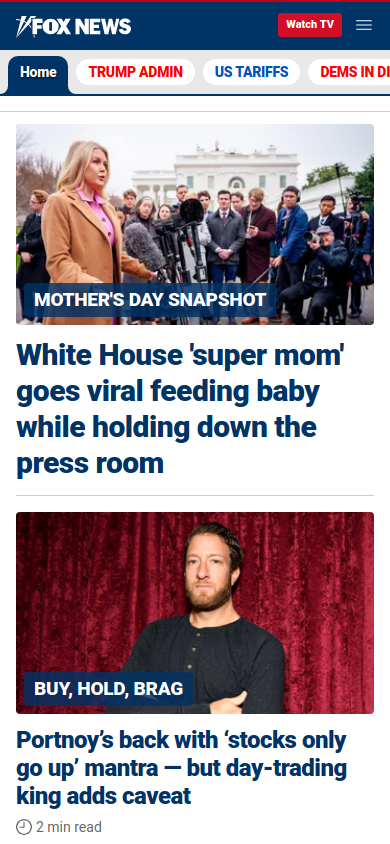 FOX NEWS
Watch TV
Home
TRUMP ADMIN
US TARIFFS
DEMS IN
MOTHER'S DAY SNAPSHOT
White House 'super mom'
goes viral feeding baby
while holding down the
press room
BUY, HOLD, BRAG
Portnoy’s back with ‘stocks only
go up’ mantra — but day-trading
king adds caveat
2 min read